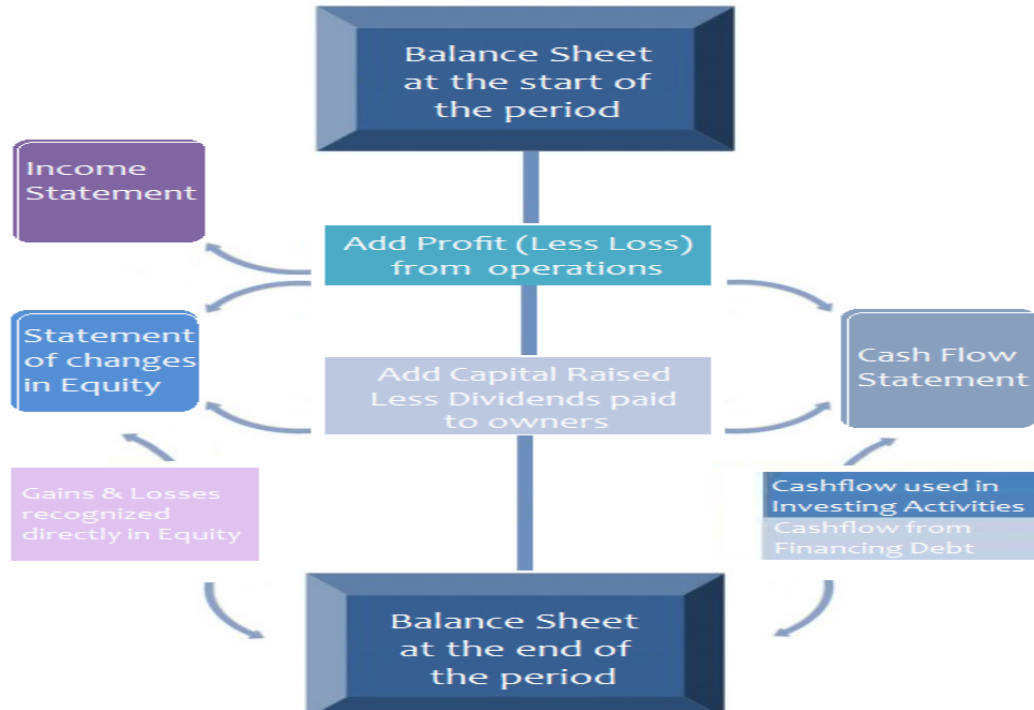 Balance Sheet
at the start of
the period
Income
Statement
Add Profit (Less Loss)
from operations
Statement
of changes
in Equity
Add Capital Raised
Less Dividends paid
to owners
Cash Flow
Statement
Gains & Losses
recognized
directly in Equity
Cashflow used in
Investing Activities
Cashflow from
Financing Debt
Balance Sheet
at the end of
the period